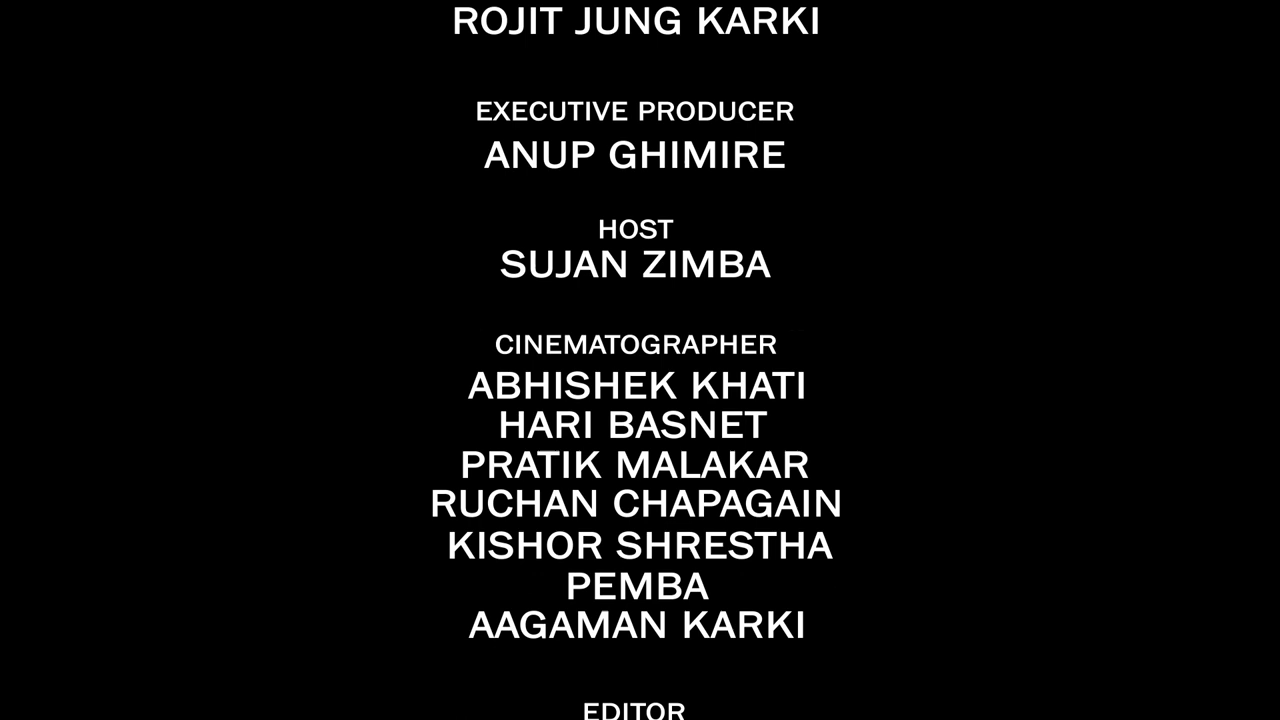 ROJIT JUNG KARKI
EXECUTIVE PRODUCER
ANUP GHIMIRE
HOST
SUJAN ZIMBA
CINEMATOGRAPHER
ABHISHEK KHATI
HARI BASNET
PRATIK MALAKAR
RUCHAN CHAPAGAIN
KISHOR SHRESTHA
PEMBA
AAGAMAN KARKI
EDITOR